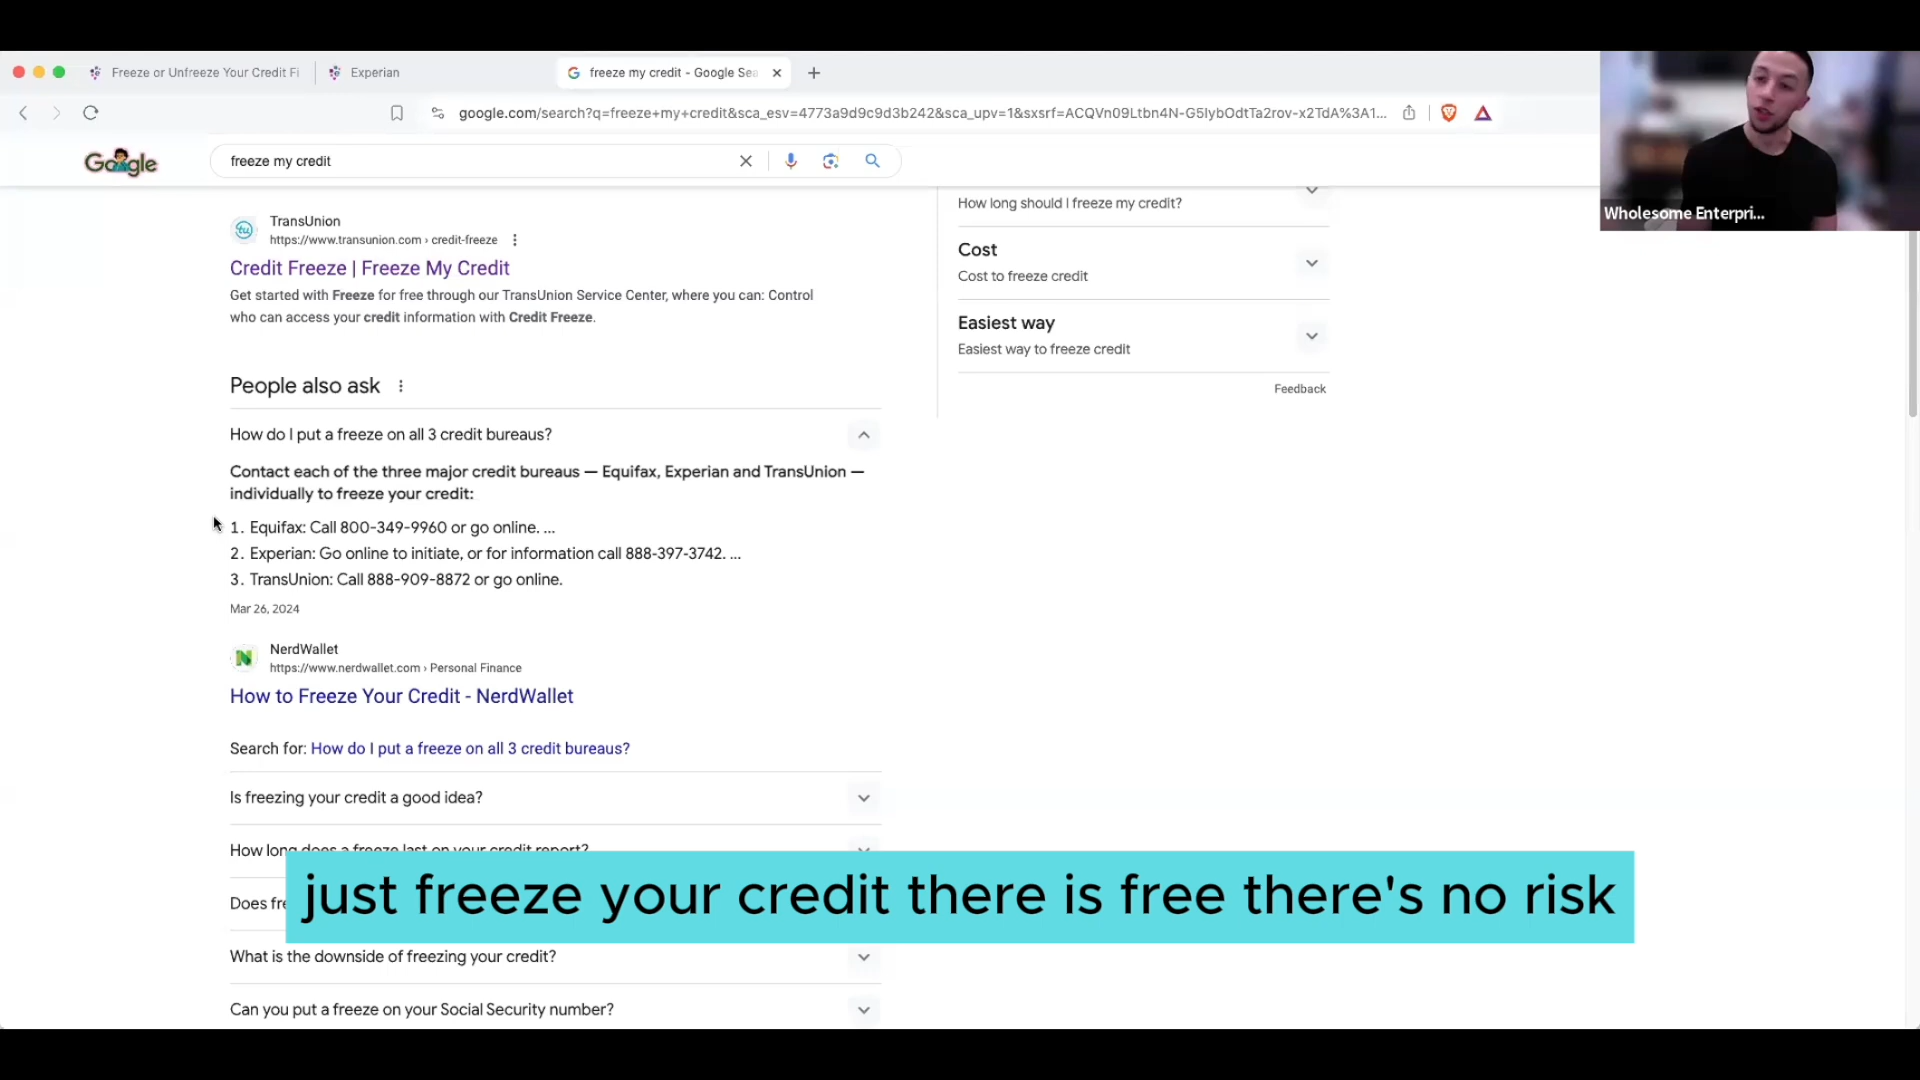 Freeze or Unfreeze Your Credit Fi
Experian
freeze my credit - Google Sea
google.com/search?q=freeze+my+credit&sca_esv=4773a9d9c9d3b242&sca_upv=1&sxsrf=ACQVn09Ltbn4N-G5IybOdtTa2rov-x2TdA%3A1...
Google
freeze my credit
Wholesome Enterpri...
TransUnion
https://www.transunion.com › credit-freeze
Credit Freeze | Freeze My Credit
Get started with Freeze for free through our TransUnion Service Center, where you can: Control
who can access your credit information with Credit Freeze.
How long should I freeze my credit?
Cost
Cost to freeze credit
Easiest way
Easiest way to freeze credit
Feedback
People also ask
How do I put a freeze on all 3 credit bureaus?
Contact each of the three major credit bureaus — Equifax, Experian and TransUnion —
individually to freeze your credit:
1. Equifax: Call 800-349-9960 or go online. ...
2. Experian: Go online to initiate, or for information call 888-397-3742. ...
3. TransUnion: Call 888-909-8872 or go online.
Mar 26, 2024
NerdWallet
https://www.nerdwallet.com › Personal Finance
How to Freeze Your Credit - NerdWallet
Search for: How do I put a freeze on all 3 credit bureaus?
Is freezing your credit a good idea?
How long does a freeze last on your credit report?
Does fre
just freeze your credit there is free there's no risk
What is the downside of freezing your credit?
Can you put a freeze on your Social Security number?